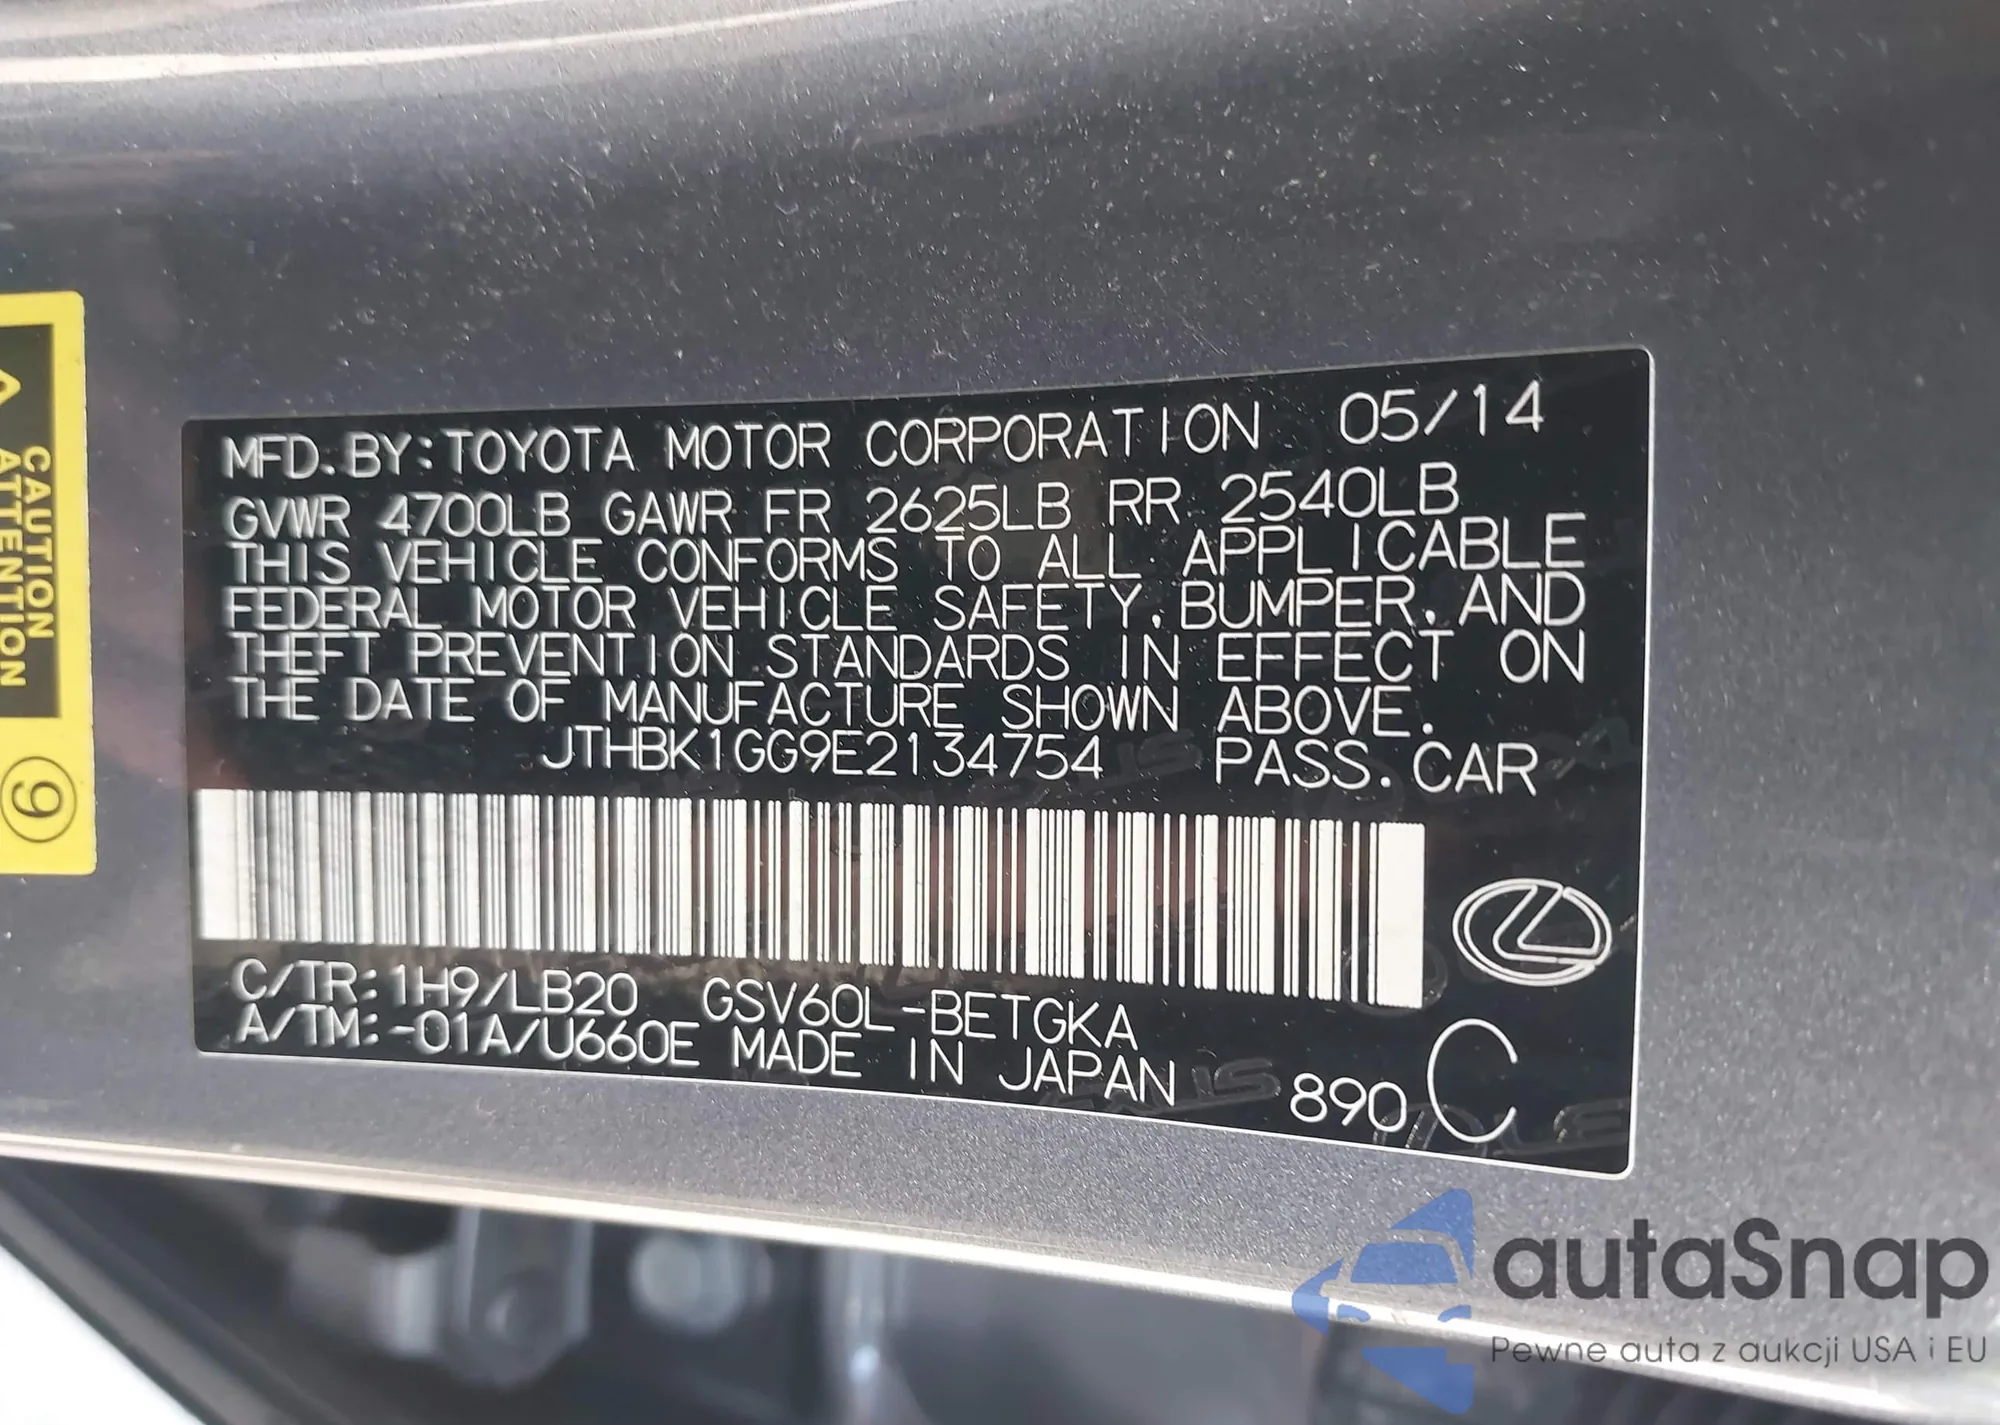 MFD. BY: TOYOTA MOTOR CORPORATION 05/14
GVWR 4700LB GAWR FR 2625LB RR 2540LB
THIS VEHICLE CONFORMS TO ALL APPLICABLE
FEDERAL MOTOR VEHICLE SAFETY, BUMPER, AND
THEFT PREVENTION STANDARDS IN EFFECT ON
THE DATE OF MANUFACTURE SHOWN ABOVE.
JTHBK1GG9E2134754 PASS. CAR
C/TR: 1H9/LB20 GSV60L-BETGKA
A/TM: -01A/U660E MADE IN JAPAN
890 C
CAUTION
ATTENTION
9
autaSnap
Pewne auta z aukcji USA i EU